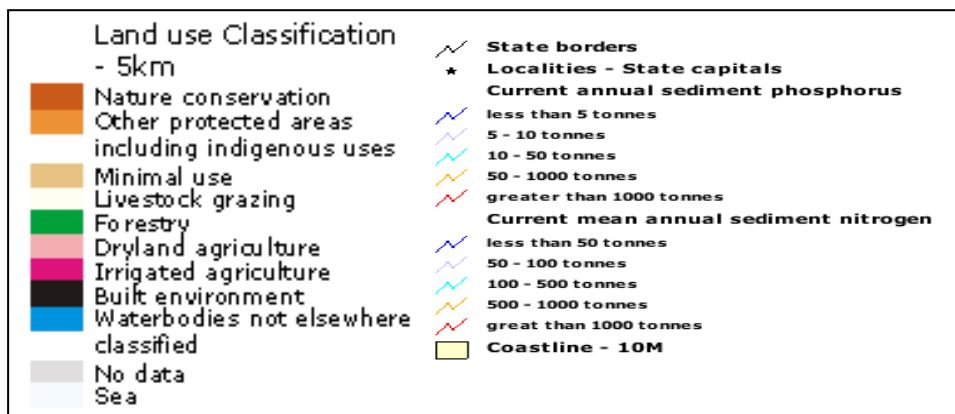 Land use Classification
- 5km
Nature conservation
Other protected areas
including indigenous uses
Minimal use
Livestock grazing
Forestry
Dryland agriculture
Irrigated agriculture
Built environment
Waterbodies not elsewhere
classified
No data
Sea
State borders
Localities - State capitals
Current annual sediment phosphorus
less than 5 tonnes
5 - 10 tonnes
10 - 50 tonnes
50 - 1000 tonnes
greater than 1000 tonnes
Current mean annual sediment nitrogen
less than 50 tonnes
50 - 100 tonnes
100 - 500 tonnes
500 - 1000 tonnes
great than 1000 tonnes
Coastline - 10M